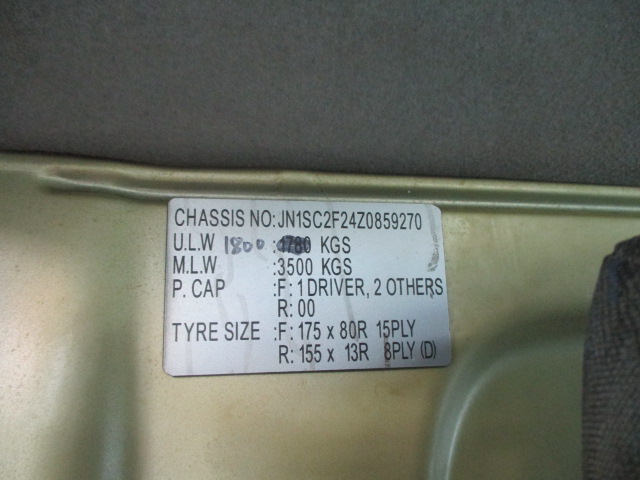 CHASSIS NO:JN1SC2F24Z0859270
U.L.W 1800 :1780 KGS
M.L.W :3500 KGS
P. CAP :F: 1 DRIVER, 2 OTHERS
R: 00
TYRE SIZE :F: 175 x 80R 15PLY
R: 155 x 13R 8PLY (D)